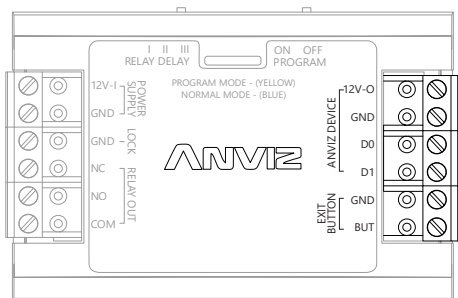 I II III
RELAY DELAY
ON OFF
PROGRAM
PROGRAM MODE - (YELLOW)
NORMAL MODE - (BLUE)
12V-I
GND
POWER SUPPLY
GND
LOCK
NC
NO
COM
RELAY OUT
ANVIZ
ANVIZ DEVICE
12V-O
GND
D0
D1
EXIT BUTTON
GND
BUT